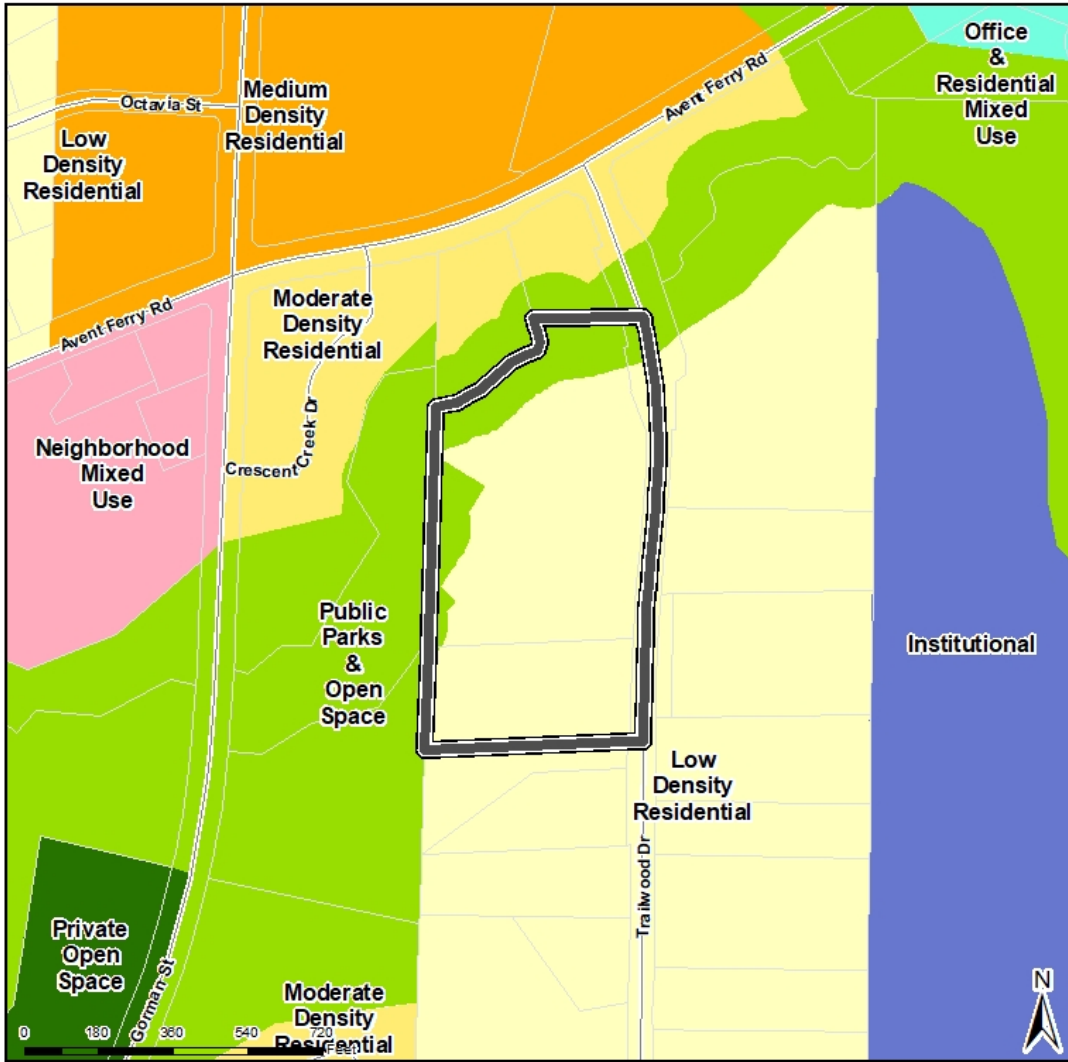 Office
&
Residential
Mixed
Use
Avent Ferry Rd
Medium
Density
Residential
Octavia St
Low
Density
Residential
Moderate
Density
Residential
Avent Ferry Rd
Neighborhood
Mixed
Use
Crescent Creek Dr
Public
Parks
&
Open
Space
Institutional
Low
Density
Residential
Trailwood Dr
Private
Open
Space
Gorman St
Moderate
Density
Residential
N
0 180 360 540 720
Feet